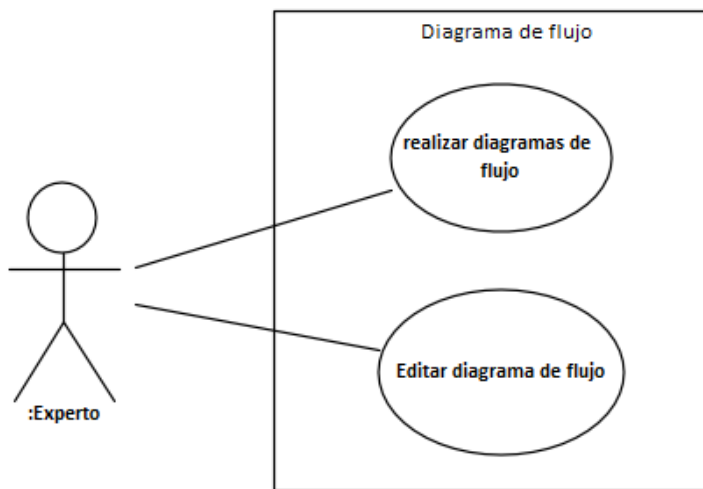 Diagrama de flujo
realizar diagramas de
flujo
Editar diagrama de flujo
:Experto